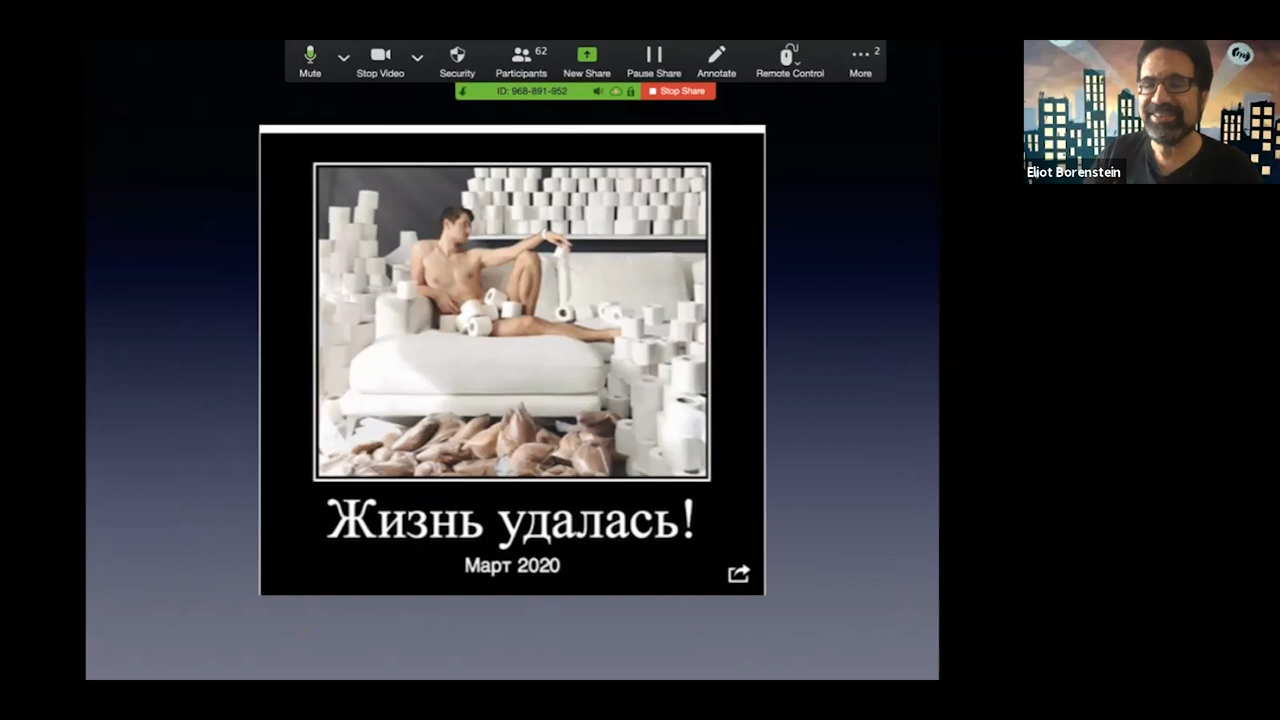 62
2
Mute
Stop Video
Security
Participants
New Share
Pause Share
Annotate
Remote Control
More
ID: 968-891-952
Stop Share
Eliot Borenstein
Жизнь удалась!
Март 2020